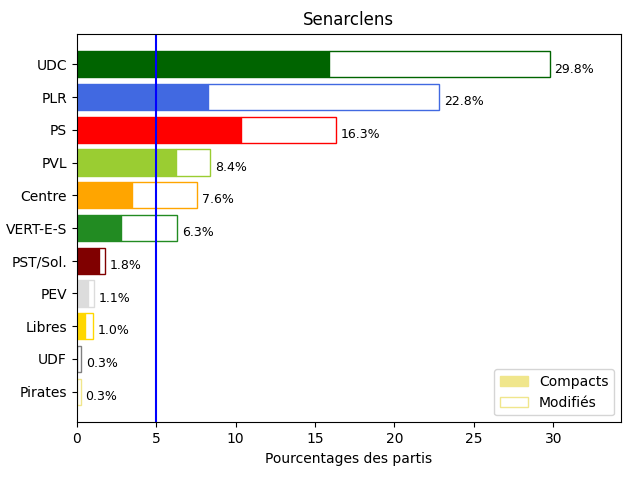 Senarclens
UDC 29.8%
PLR 22.8%
PS 16.3%
PVL 8.4%
Centre 7.6%
VERT-E-S 6.3%
PST/Sol. 1.8%
PEV 1.1%
Libres 1.0%
UDF 0.3%
Pirates 0.3%
Compacts
Modifiés
0 5 10 15 20 25 30
Pourcentages des partis